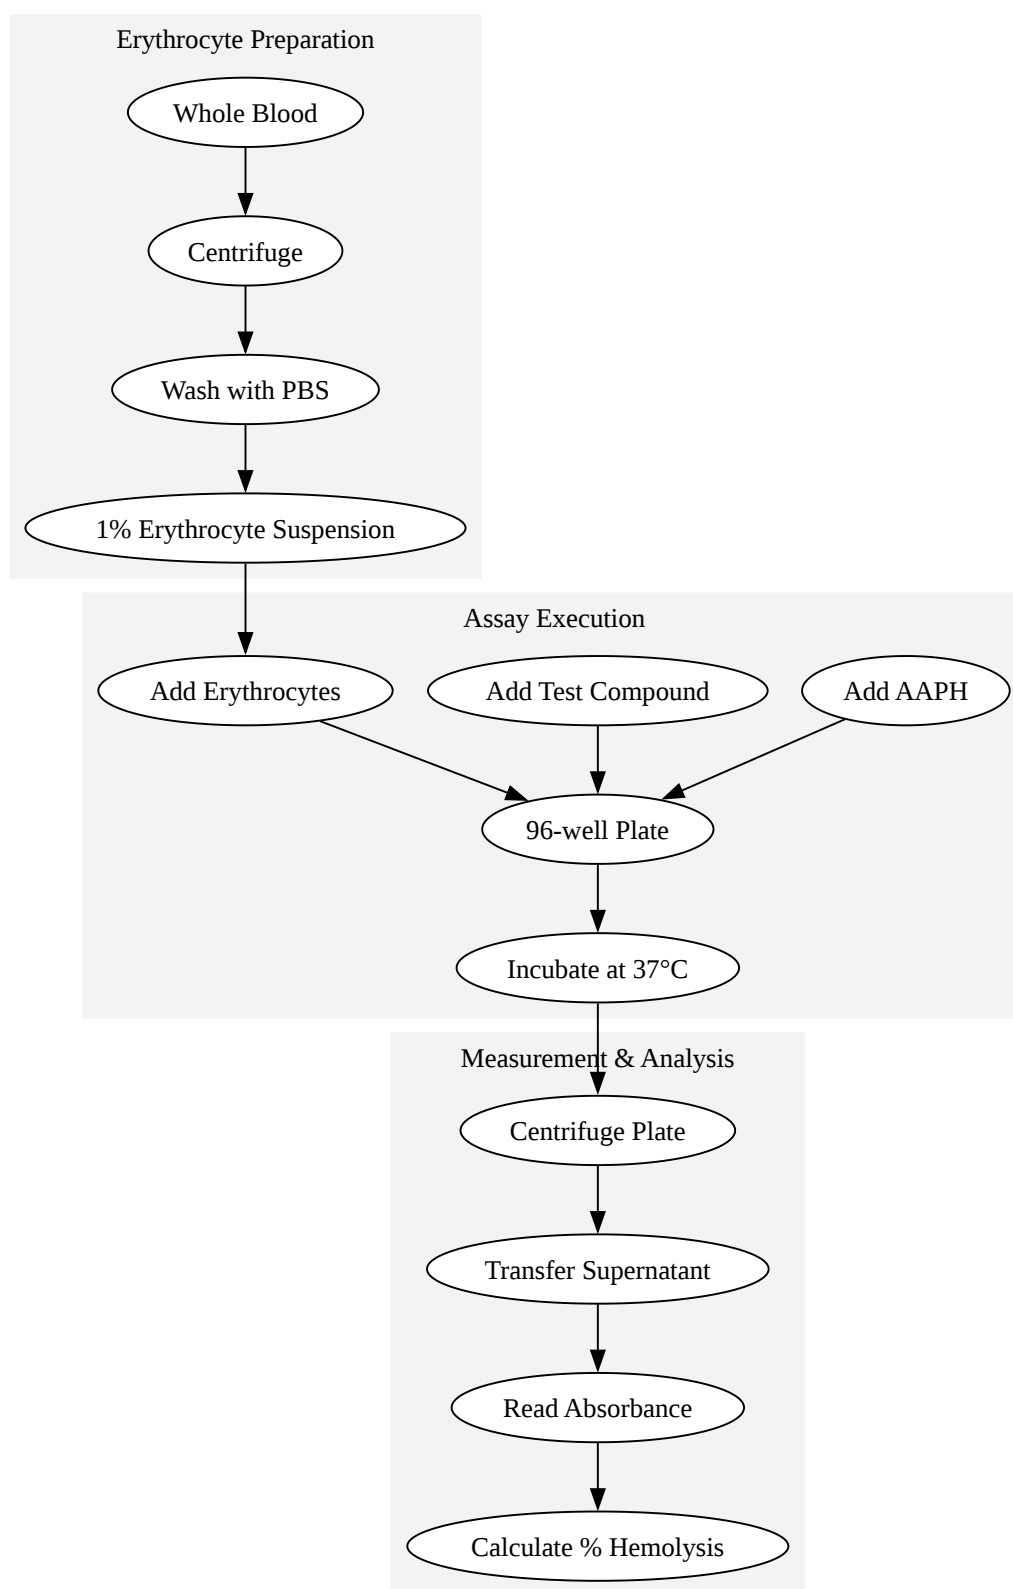 Erythrocyte Preparation
Whole Blood
Centrifuge
Wash with PBS
1% Erythrocyte Suspension
Assay Execution
Add Erythrocytes
Add Test Compound
Add AAPH
96-well Plate
Incubate at 37°C
Measurement & Analysis
Centrifuge Plate
Transfer Supernatant
Read Absorbance
Calculate % Hemolysis